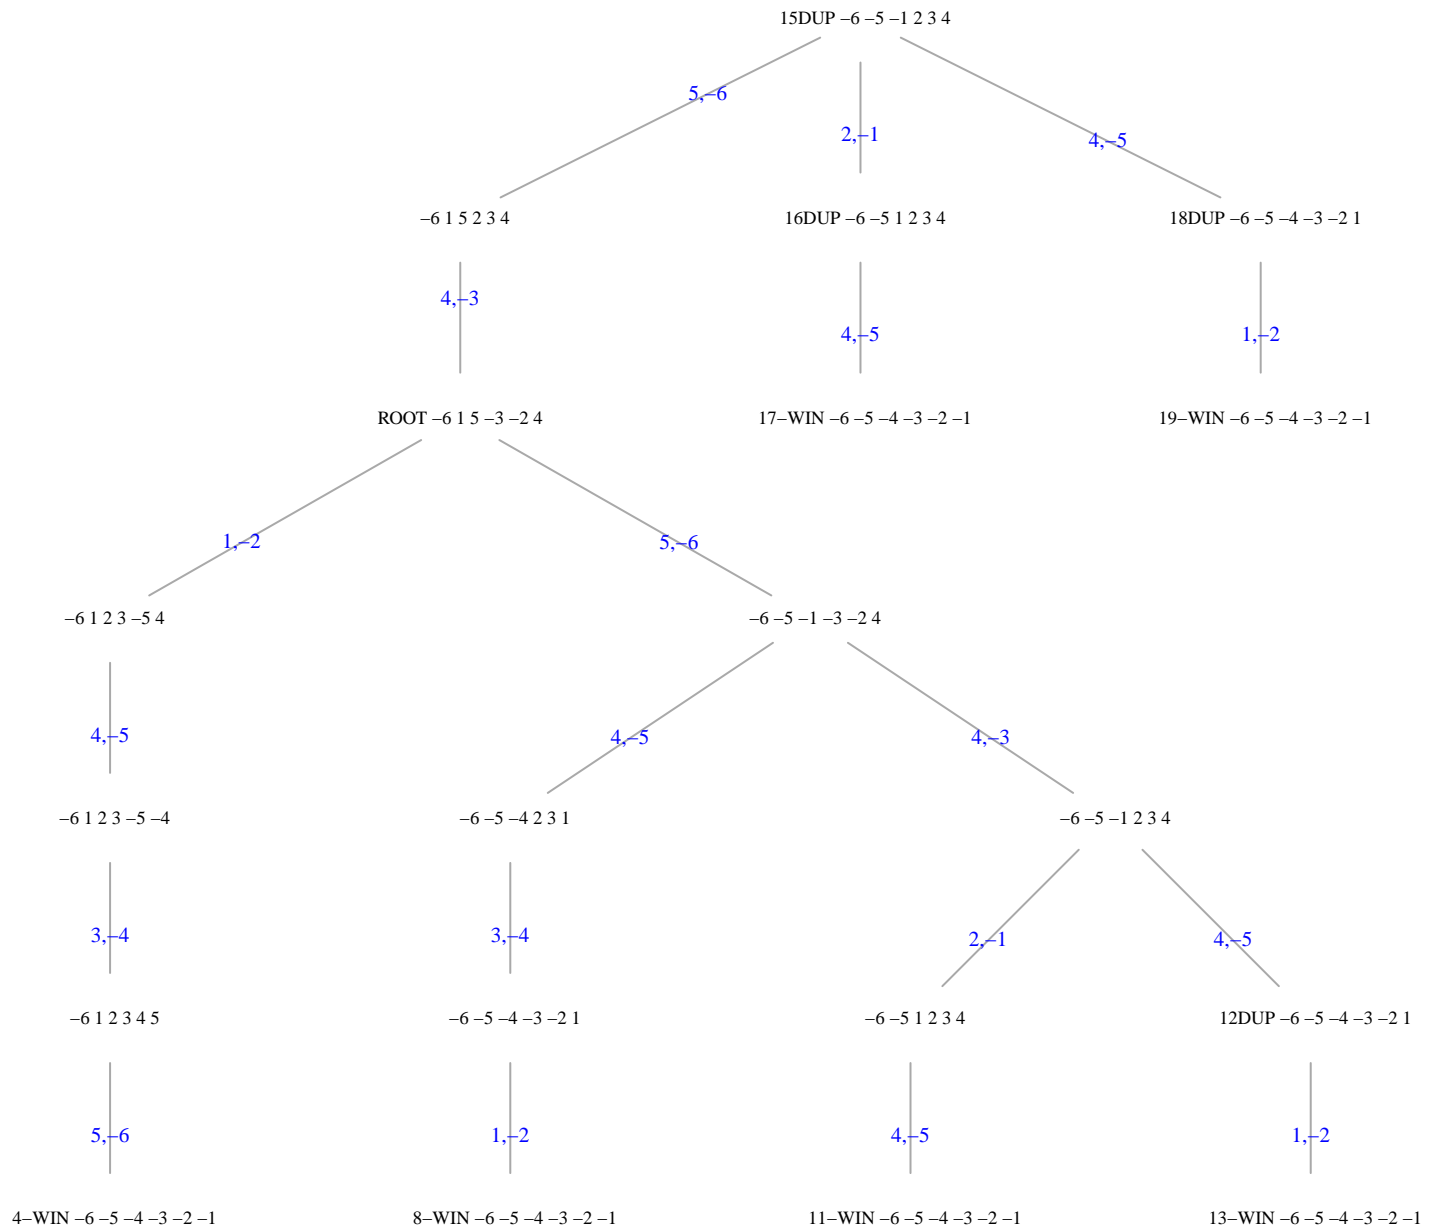 15DUP –6 –5 –1 2 3 4
5,–6
2,–1
4,–5
–6 1 5 2 3 4
16DUP –6 –5 1 2 3 4
18DUP –6 –5 –4 –3 –2 1
4,–3
4,–5
1,–2
ROOT –6 1 5 –3 –2 4
17–WIN –6 –5 –4 –3 –2 –1
19–WIN –6 –5 –4 –3 –2 –1
1,–2
5,–6
–6 1 2 3 –5 4
–6 –5 –1 –3 –2 4
4,–5
4,–5
4,–3
–6 1 2 3 –5 –4
–6 –5 –4 2 3 1
–6 –5 –1 2 3 4
3,–4
3,–4
2,–1
4,–5
–6 1 2 3 4 5
–6 –5 –4 –3 –2 1
–6 –5 1 2 3 4
12DUP –6 –5 –4 –3 –2 1
5,–6
1,–2
4,–5
1,–2
4–WIN –6 –5 –4 –3 –2 –1
8–WIN –6 –5 –4 –3 –2 –1
11–WIN –6 –5 –4 –3 –2 –1
13–WIN –6 –5 –4 –3 –2 –1